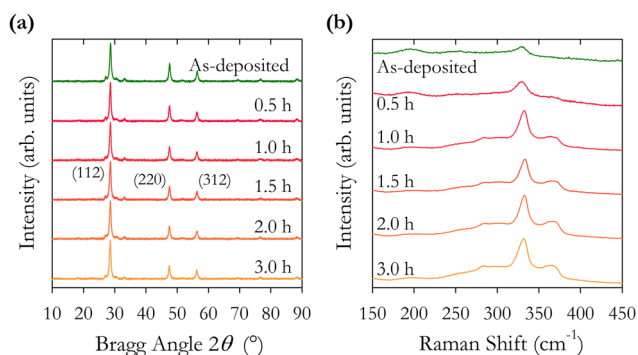 (a)
Intensity (arb. units)
As-deposited
0.5 h
1.0 h
(112)
(220)
1.5 h
(312)
2.0 h
3.0 h
10 20 30 40 50 60 70 80 90
Bragg Angle 2θ (°)
(b)
Intensity (arb. units)
As-deposited
0.5 h
1.0 h
1.5 h
2.0 h
3.0 h
150 200 250 300 350 400 450
Raman Shift (cm⁻¹)